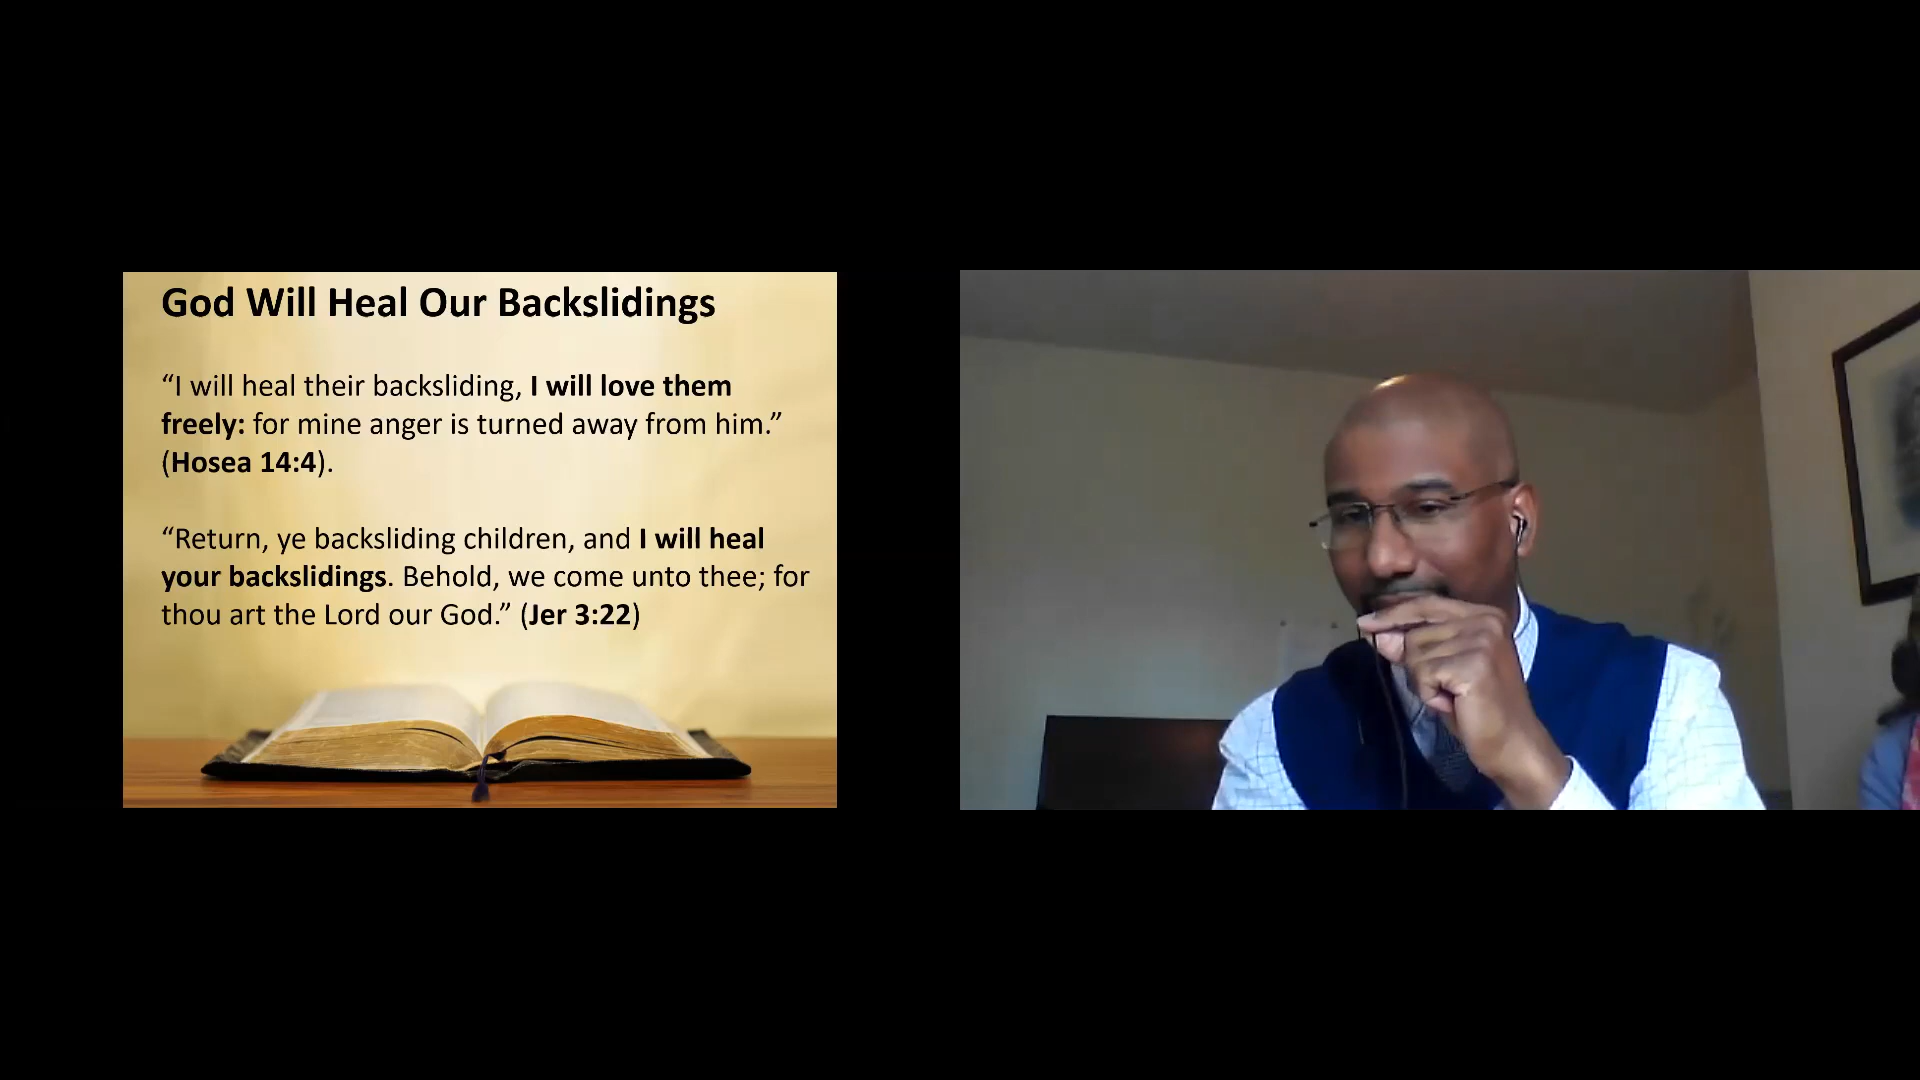 God Will Heal Our Backslidings
“I will heal their backsliding, I will love them
freely: for mine anger is turned away from him.”
(Hosea 14:4).
“Return, ye backsliding children, and I will heal
your backslidings. Behold, we come unto thee; for
thou art the Lord our God.” (Jer 3:22)